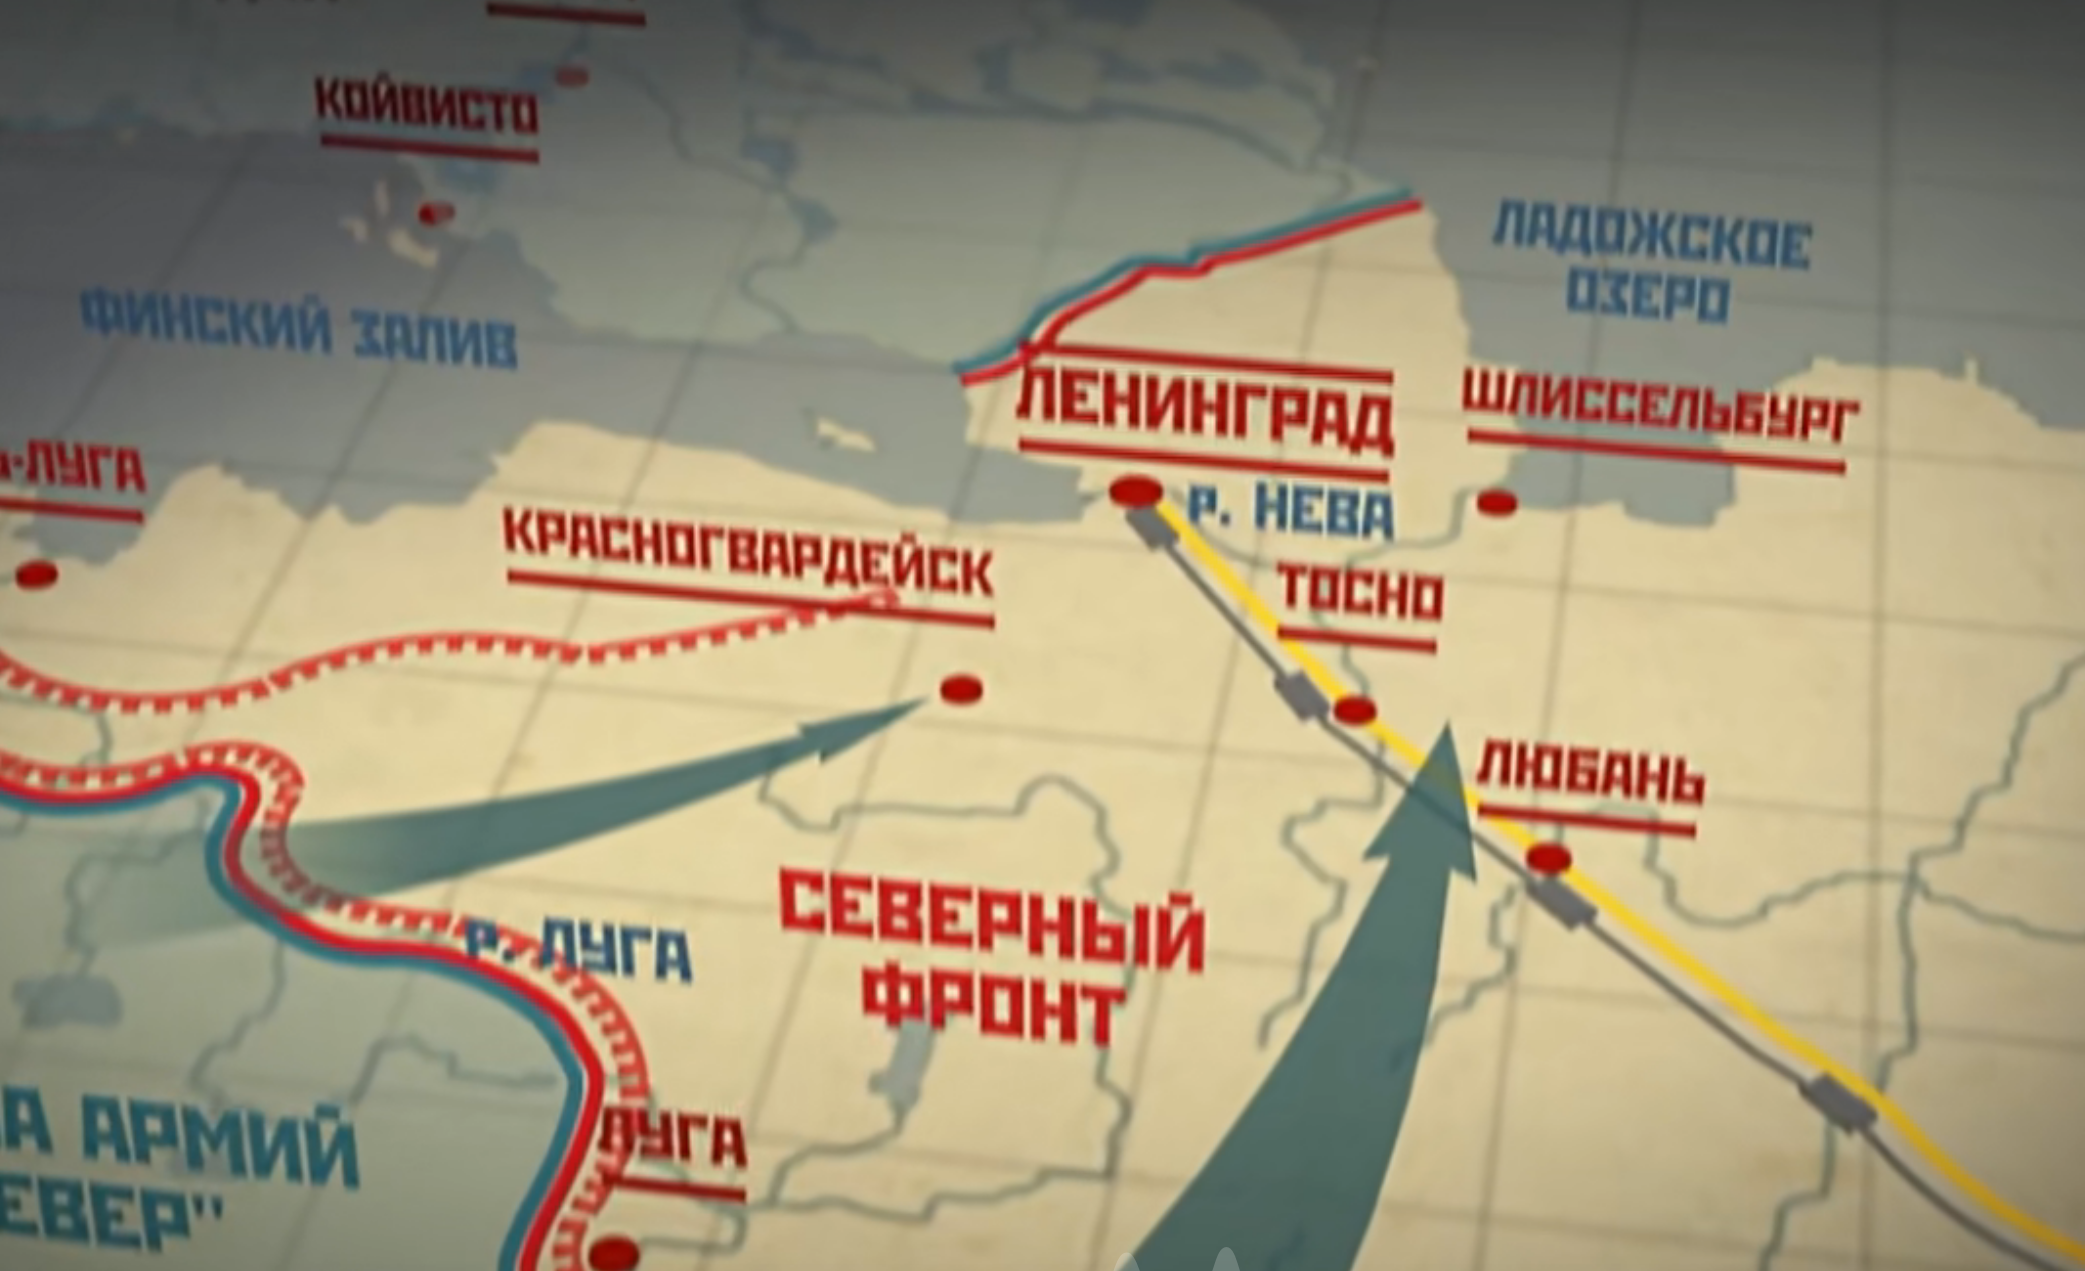 КОЙВИСТО
ЛАДОЖСКОЕ
ОЗЕРО
ФИНСКИЙ ЗАЛИВ
ЛЕНИНГРАД
ШЛИССЕЛЬБУРГ
-ЛУГА
р. НЕВА
КРАСНОГВАРДЕЙСК
ТОСНО
ЛЮБАНЬ
СЕВЕРНЫЙ
ФРОНТ
р. ЛУГА
ЛУГА
А АРМИЙ
ЕВЕР"